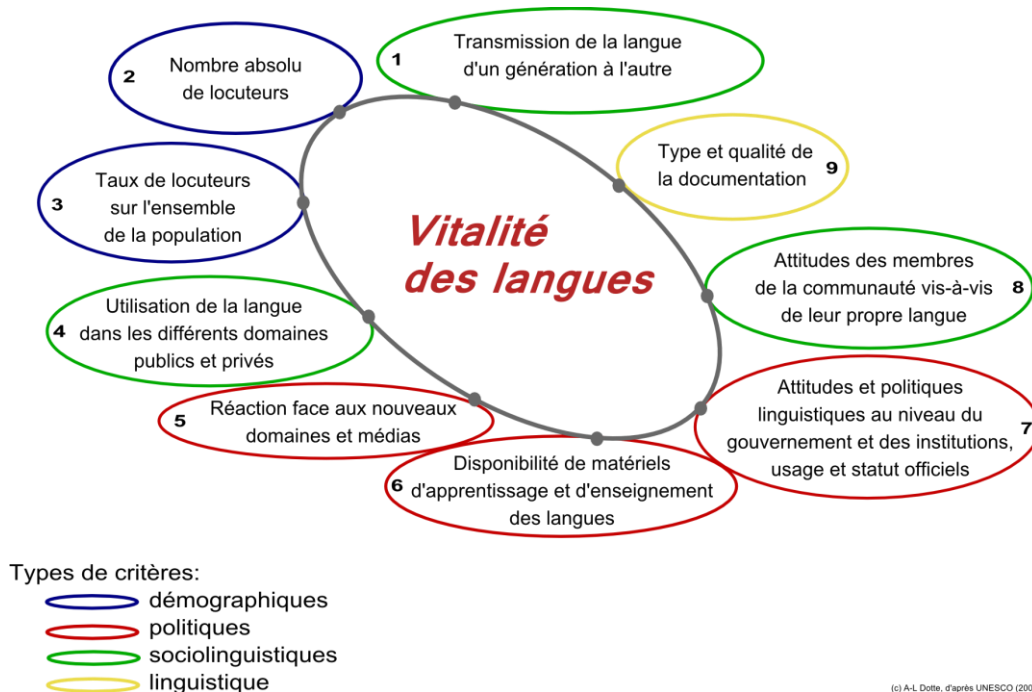 1
Transmission de la langue
d'un génération à l'autre
2
Nombre absolu
de locuteurs
3
Taux de locuteurs
sur l'ensemble
de la population
4
Utilisation de la langue
dans les différents domaines
publics et privés
5
Réaction face aux nouveaux
domaines et médias
6
Disponibilité de matériels
d'apprentissage et d'enseignement
des langues
7
Attitudes et politiques
linguistiques au niveau du
gouvernement et des institutions,
usage et statut officiels
8
Attitudes des membres
de la communauté vis-à-vis
de leur propre langue
9
Type et qualité de
la documentation
Vitalité
des langues
Types de critères:
démographiques
politiques
sociolinguistiques
linguistique
(c) A-L Dotte, d'après UNESCO